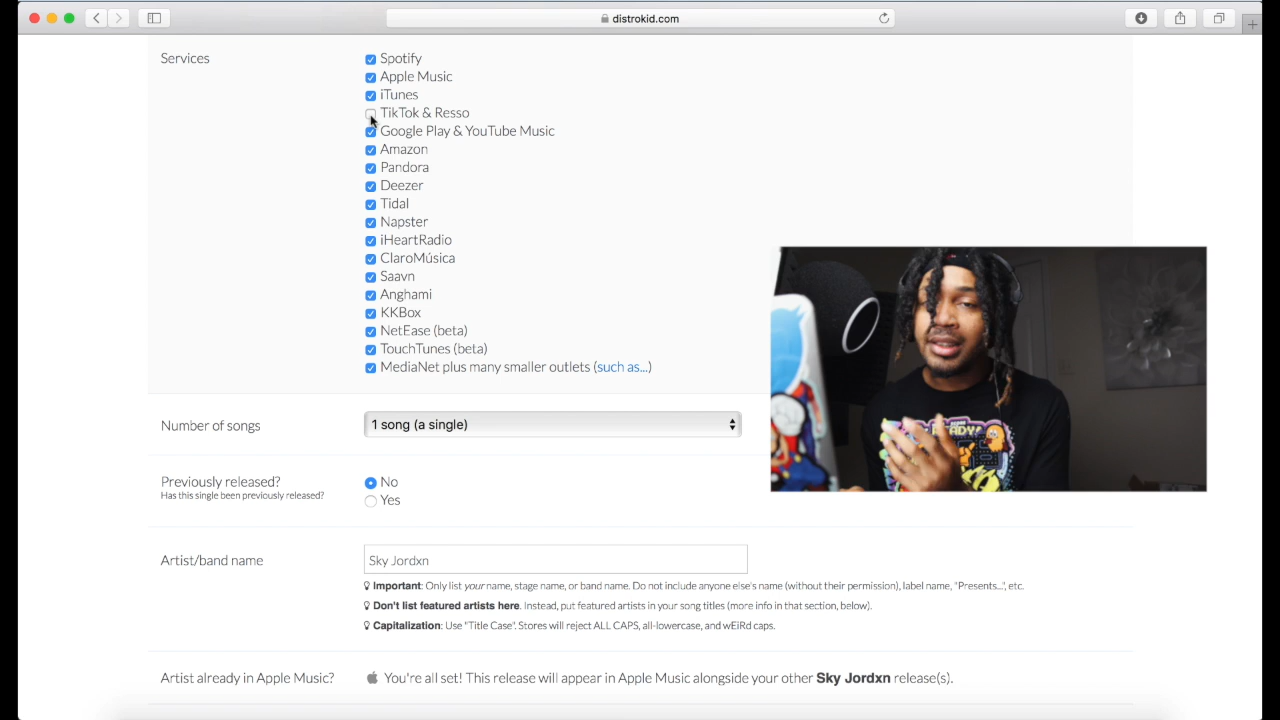 distrokid.com
Services
Spotify
Apple Music
iTunes
TikTok & Resso
Google Play & YouTube Music
Amazon
Pandora
Deezer
Tidal
Napster
iHeartRadio
ClaroMúsica
Saavn
Anghami
KKBox
NetEase (beta)
TouchTunes (beta)
MediaNet plus many smaller outlets (such as...)
Number of songs
1 song (a single)
Previously released?
Has this single been previously released?
No
Yes
Artist/band name
Sky Jordxn
Important: Only list your name, stage name, or band name. Do not include anyone else's name (without their permission), label name, "Presents...", etc.
Don't list featured artists here. Instead, put featured artists in your song titles (more info in that section, below).
Capitalization: Use "Title Case". Stores will reject ALL CAPS, all-lowercase, and wEiRd caps.
Artist already in Apple Music?
You're all set! This release will appear in Apple Music alongside your other Sky Jordxn release(s).
READY!